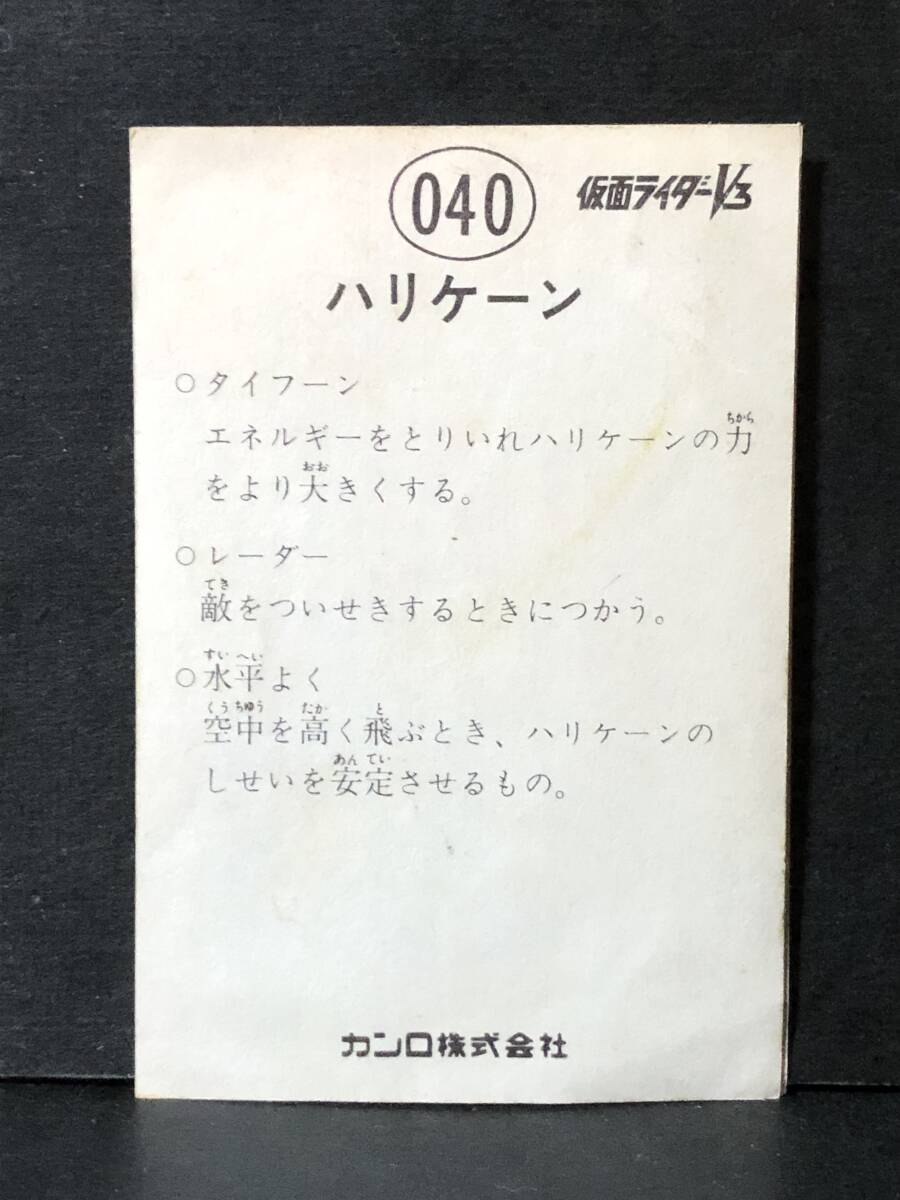 040
仮面ライダーV3
ハリケーン
○タイフーン
エネルギーをとりいれハリケーンの力
をより大きくする。
○レーダー
敵をついせきするときにつかう。
○水平よく
空中を高く飛ぶとき、ハリケーンの
しせいを安定させるもの。
カンロ株式会社